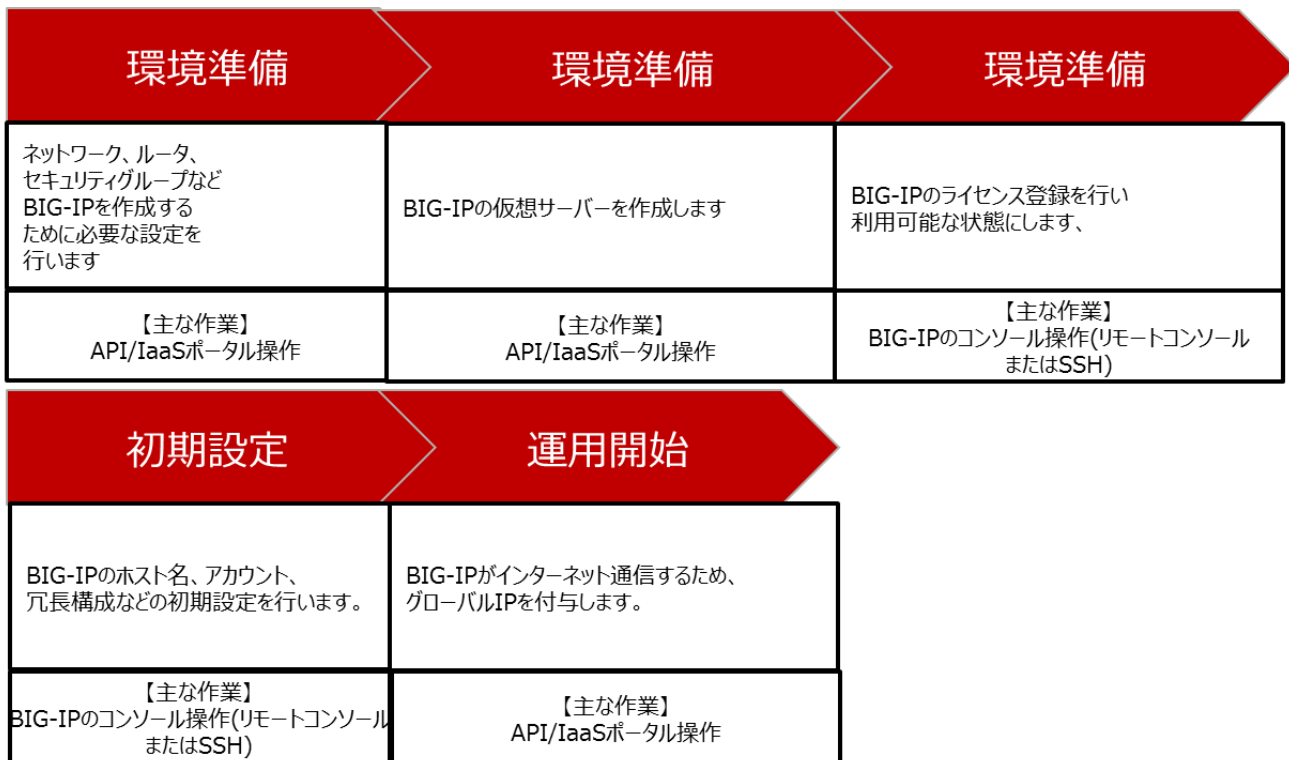 環境準備
環境準備
環境準備
ネットワーク、ルータ、
セキュリティグループなど
BIG-IPを作成する
ために必要な設定を
行います
BIG-IPの仮想サーバーを作成します
BIG-IPのライセンス登録を行い
利用可能な状態にします、
【主な作業】
API/IaaSポータル操作
【主な作業】
API/IaaSポータル操作
【主な作業】
BIG-IPのコンソール操作(リモートコンソール
またはSSH)
初期設定
運用開始
BIG-IPのホスト名、アカウント、
冗長構成などの初期設定を行います。
BIG-IPがインターネット通信するため、
グローバルIPを付与します。
【主な作業】
BIG-IPのコンソール操作(リモートコンソール
またはSSH)
【主な作業】
API/IaaSポータル操作